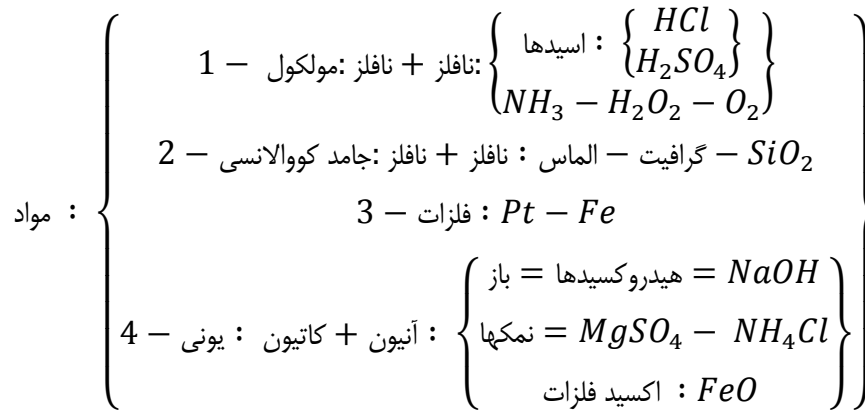 1 − مولکول: نافلز + نافلز: { اسیدها : { HCl
H₂SO₄ }
NH₃ − H₂O₂ − O₂ }
2 − جامد کووالانسی: نافلز + نافلز : الماس − گرافیت − SiO₂
مواد :
3 − فلزات : Pt − Fe
باز = هیدروکسیدها = NaOH
4 − یونی : کاتیون + آنیون : { نمکها = MgSO₄ − NH₄Cl
اکسید فلزات : FeO }